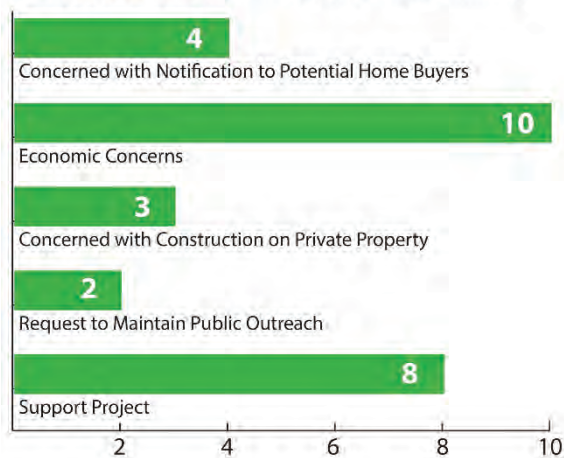 4
Concerned with Notification to Potential Home Buyers
10
Economic Concerns
3
Concerned with Construction on Private Property
2
Request to Maintain Public Outreach
8
Support Project
2 4 6 8 10